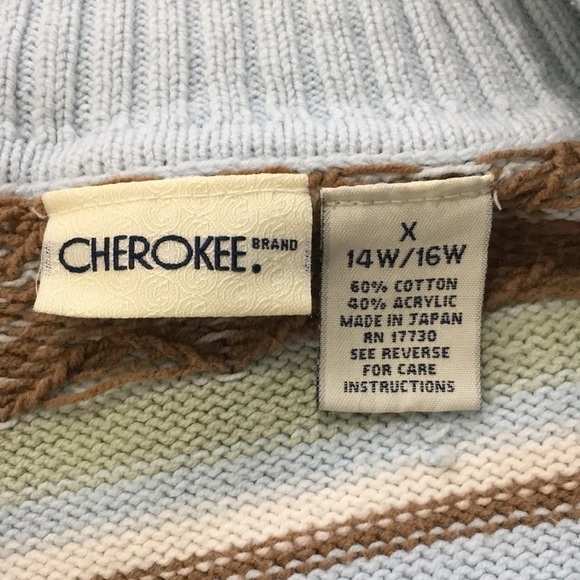 CHEROKEE. BRAND
X
14W/16W
60% COTTON
40% ACRYLIC
MADE IN JAPAN
RN 17730
SEE REVERSE
FOR CARE
INSTRUCTIONS